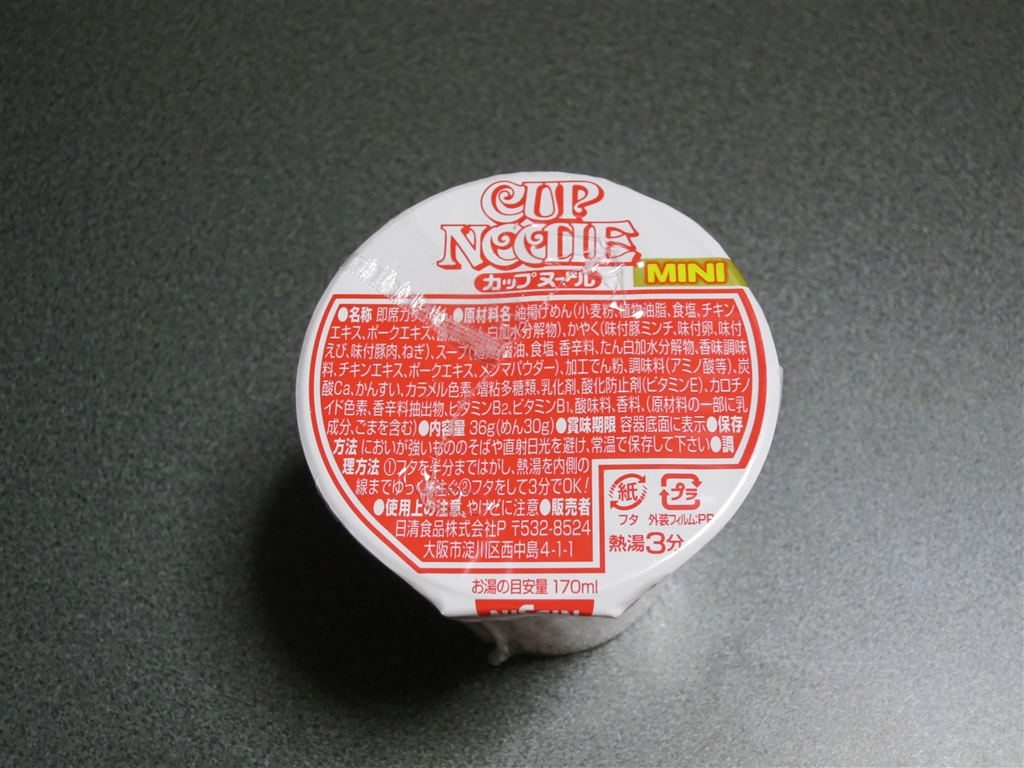 CUP
NOODLE
カップヌードル
MINI
●名称 即席カップめん ●原材料名 油揚げめん(小麦粉、植物油脂、食塩、チキン
エキス、ポークエキス、 たん白加水分解物)、かやく(味付豚ミンチ、味付卵、味付
えび、味付豚肉、ねぎ)、スープ( 醤油、食塩、香辛料、たん白加水分解物、香味調味
料、チキンエキス、ポークエキス、メンマパウダー)、加工でん粉、調味料(アミノ酸等)、炭
酸Ca、かんすい、カラメル色素、増粘多糖類、乳化剤、酸化防止剤(ビタミンE)、カロチノ
イド色素、香辛料抽出物、ビタミンB2、ビタミンB1、酸味料、香料、(原材料の一部に乳
成分、ごまを含む)●内容量 36g(めん30g)●賞味期限 容器底面に表示●保存
方法 においが強いもののそばや直射日光を避け、常温で保存して下さい●調
理方法 ①フタを半分まではがし、熱湯を内側の
線までゆっくり注ぐ②フタをして3分でOK!
●使用上の注意 やけどに注意●販売者
日清食品株式会社P 〒532-8524
大阪市淀川区西中島4-1-1
紙 プラ
フタ 外装フィルム:PP
熱湯3分
お湯の目安量 170ml
NISSIN